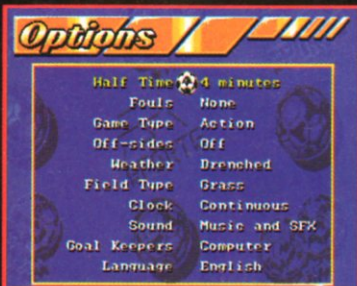 Options
Half Time 4 minutes
Fouls None
Game Type Action
Off-sides Off
Weather Drenched
Field Type Grass
Clock Continuous
Sound Music and SFX
Goal Keepers Computer
Language English